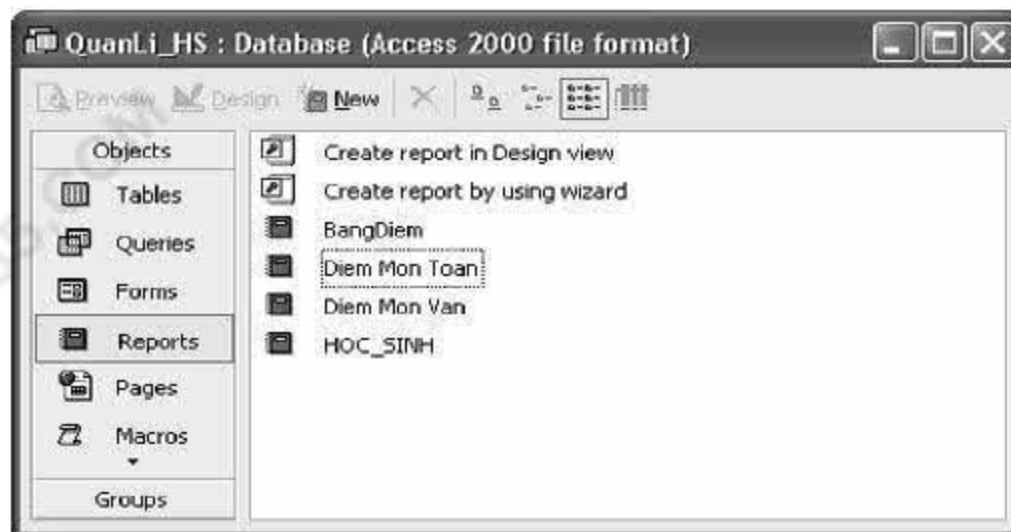 QuanLi_HS : Database (Access 2000 file format)
Preview Design New
Objects
Tables
Queries
Forms
Reports
Pages
Macros
Groups
Create report in Design view
Create report by using wizard
BangDiem
Diem Mon Toan
Diem Mon Van
HOC_SINH